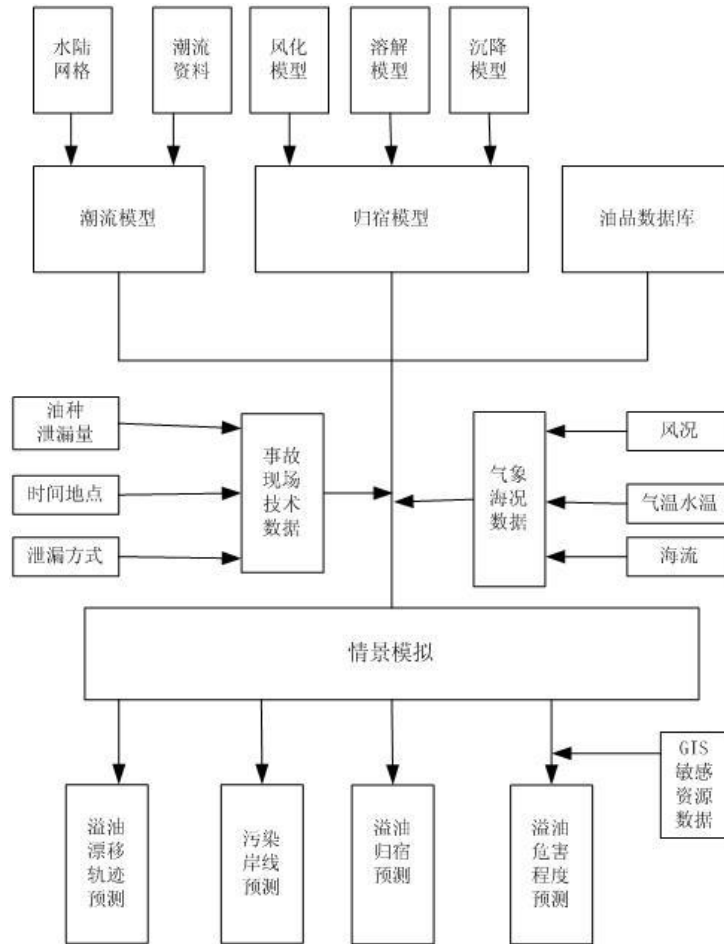 水陆
网格
潮流
资料
风化
模型
溶解
模型
沉降
模型
潮流模型
归宿模型
油品数据库
油种
泄漏量
时间地点
泄漏方式
事故
现场
技术
数据
气象
海况
数据
风况
气温水温
海流
情景模拟
GIS
敏感
资源
数据
溢油
漂移
轨迹
预测
污染
岸线
预测
溢油
归宿
预测
溢油
危害
程度
预测